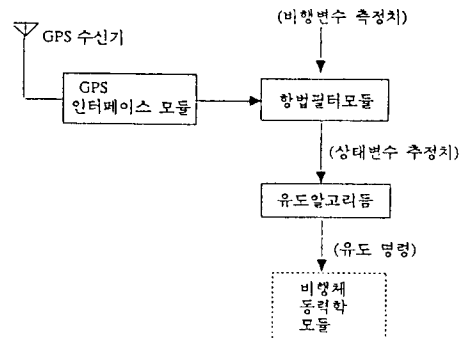 (비행변수 측정치)
GPS 수신기
GPS
인터페이스 모듈
항법필터모듈
(상태변수 추정치)
유도알고리듬
(유도 명령)
비행체
동력학
모듈